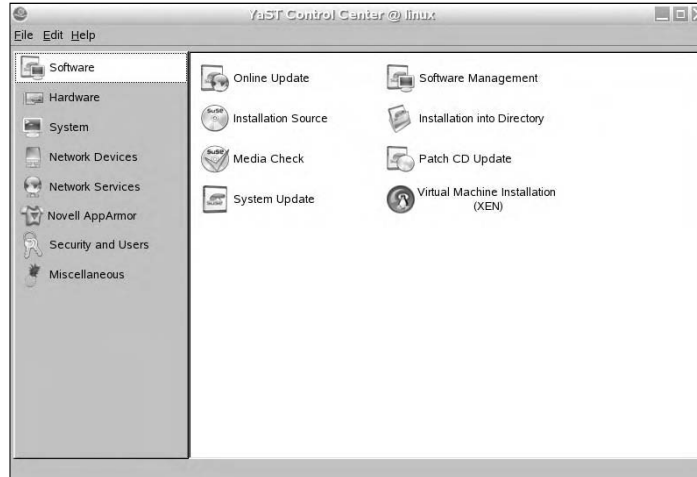 YaST Control Center @ linux
File Edit Help
Software
Hardware
System
Network Devices
Network Services
Novell AppArmor
Security and Users
Miscellaneous
Online Update
Software Management
SUSE
Installation Source
Installation into Directory
SUSE
Media Check
Patch CD Update
System Update
Virtual Machine Installation
(XEN)